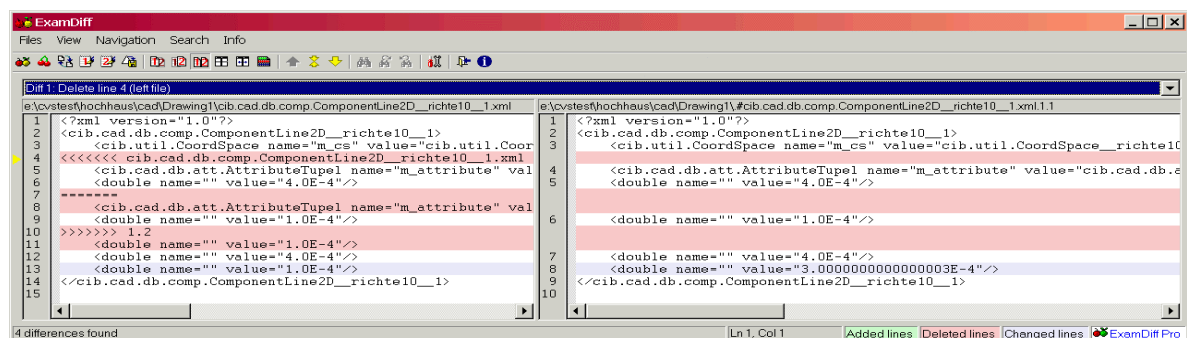 ExamDiff
Files View Navigation Search Info
Diff 1: Delete line 4 (left file)
e:\cvstest\hochhaus\cad\Drawing1\cib.cad.db.comp.ComponentLine2D__richte10__1.xml
1 <?xml version="1.0"?>
2 <cib.cad.db.comp.ComponentLine2D__richte10__1>
3 <cib.util.CoordSpace name="m_cs" value="cib.util.Coor
4 <<<<<<< cib.cad.db.comp.ComponentLine2D__richte10__1.xml
5 <cib.cad.db.att.AttributeTupel name="m_attribute" val
6 <double name="" value="4.0E-4"/>
7 =======
8 <cib.cad.db.att.AttributeTupel name="m_attribute" val
9 <double name="" value="1.0E-4"/>
10 >>>>>>> 1.2
11 <double name="" value="1.0E-4"/>
12 <double name="" value="4.0E-4"/>
13 <double name="" value="1.0E-4"/>
14 </cib.cad.db.comp.ComponentLine2D__richte10__1>
15
e:\cvstest\hochhaus\cad\Drawing1\.#cib.cad.db.comp.ComponentLine2D__richte10__1.xml.1.1
1 <?xml version="1.0"?>
2 <cib.cad.db.comp.ComponentLine2D__richte10__1>
3 <cib.util.CoordSpace name="m_cs" value="cib.util.CoordSpace__richte10
4 <cib.cad.db.att.AttributeTupel name="m_attribute" value="cib.cad.db.a
5 <double name="" value="4.0E-4"/>
6 <double name="" value="1.0E-4"/>
7 <double name="" value="4.0E-4"/>
8 <double name="" value="3.0000000000000003E-4"/>
9 </cib.cad.db.comp.ComponentLine2D__richte10__1>
10
4 differences found
Ln 1, Col 1
Added lines Deleted lines Changed lines ExamDiff Pro